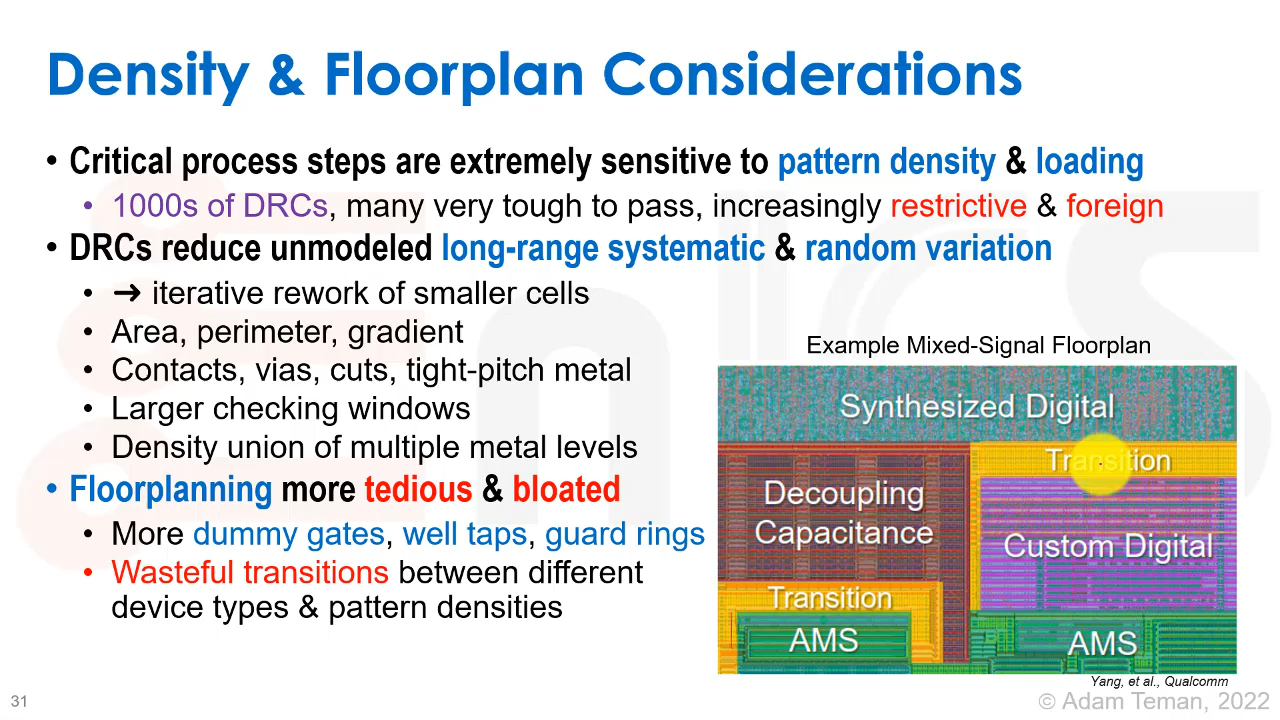 Density & Floorplan Considerations
• Critical process steps are extremely sensitive to pattern density & loading
• 1000s of DRCs, many very tough to pass, increasingly restrictive & foreign
• DRCs reduce unmodeled long-range systematic & random variation
• ➔ iterative rework of smaller cells
• Area, perimeter, gradient
• Contacts, vias, cuts, tight-pitch metal
• Larger checking windows
• Density union of multiple metal levels
• Floorplanning more tedious & bloated
• More dummy gates, well taps, guard rings
• Wasteful transitions between different
device types & pattern densities
Example Mixed-Signal Floorplan
Synthesized Digital
Transition
Decoupling
Capacitance
Custom Digital
Transition
AMS
AMS
Yang, et al., Qualcomm
31
© Adam Teman, 2022